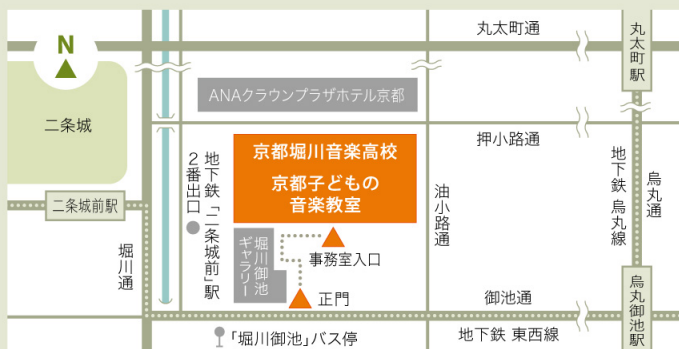 丸太町通
丸太町駅
N
二条城
ANAクラウンプラザホテル京都
押小路通
京都堀川音楽高校
京都子どもの
音楽教室
地下鉄「二条城前」駅
2番出口
二条城前駅
堀川通
堀川御池
ギャラリー
事務室入口
正門
油小路通
地下鉄 烏丸線
烏丸通
御池通
烏丸御池駅
「堀川御池」バス停
地下鉄 東西線